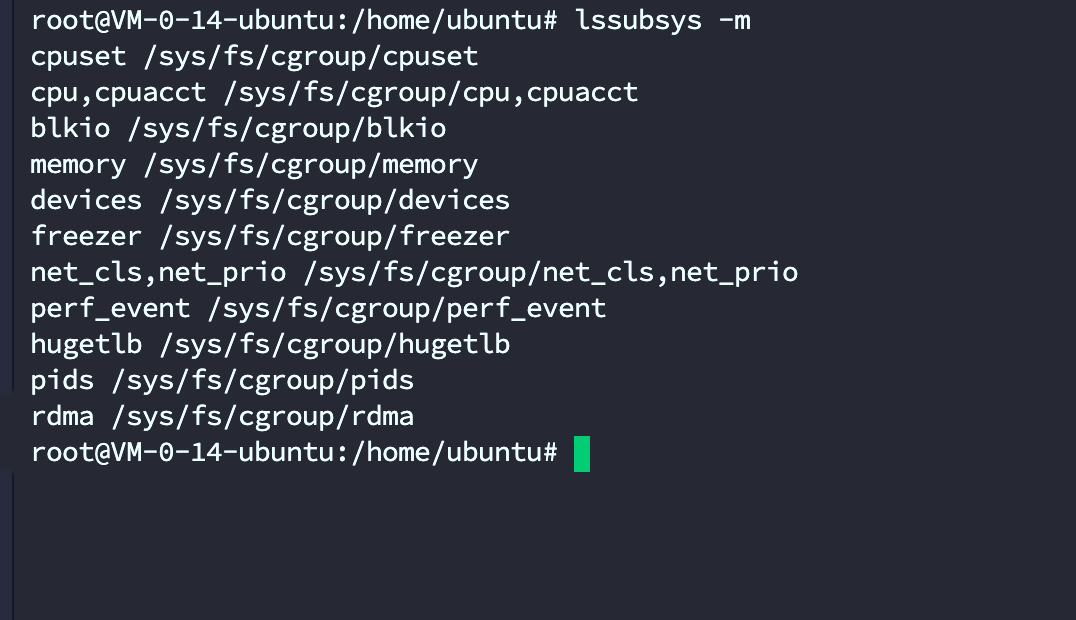 root@VM-0-14-ubuntu:/home/ubuntu# lssubsys -m
cpuset /sys/fs/cgroup/cpuset
cpu,cpuacct /sys/fs/cgroup/cpu,cpuacct
blkio /sys/fs/cgroup/blkio
memory /sys/fs/cgroup/memory
devices /sys/fs/cgroup/devices
freezer /sys/fs/cgroup/freezer
net_cls,net_prio /sys/fs/cgroup/net_cls,net_prio
perf_event /sys/fs/cgroup/perf_event
hugetlb /sys/fs/cgroup/hugetlb
pids /sys/fs/cgroup/pids
rdma /sys/fs/cgroup/rdma
root@VM-0-14-ubuntu:/home/ubuntu#